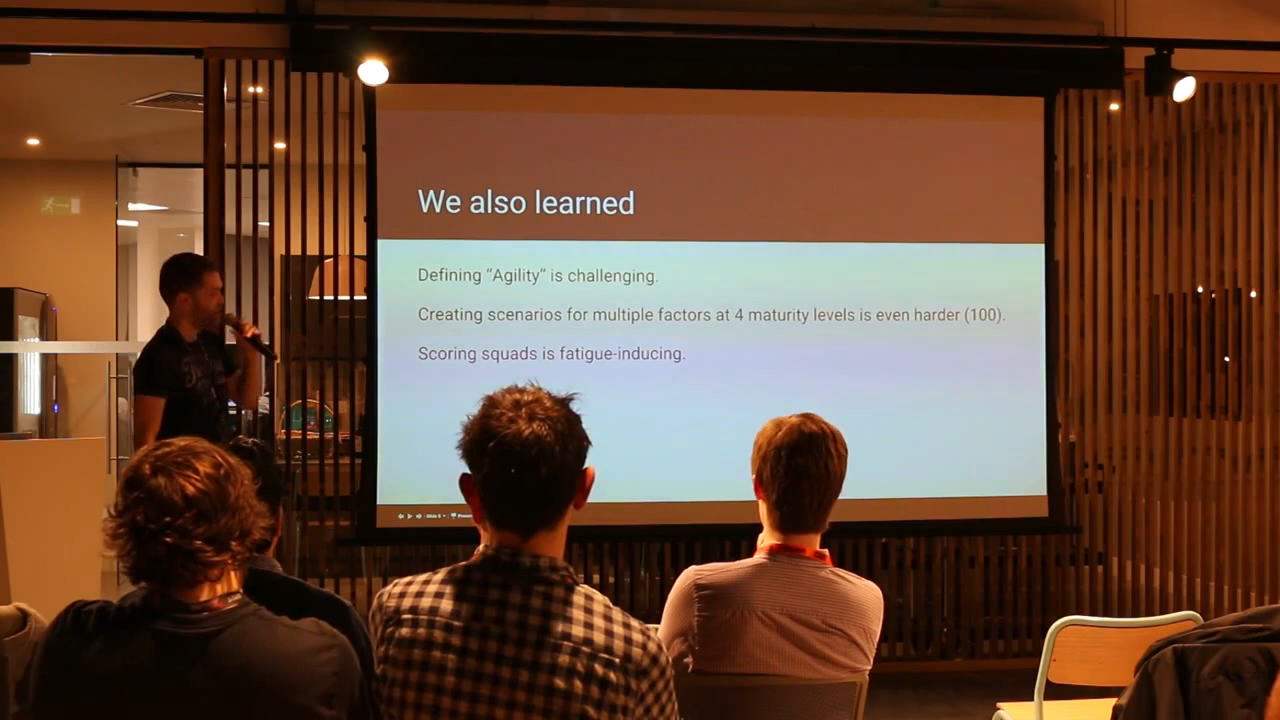 We also learned
Defining “Agility” is challenging.
Creating scenarios for multiple factors at 4 maturity levels is even harder (100).
Scoring squads is fatigue-inducing.